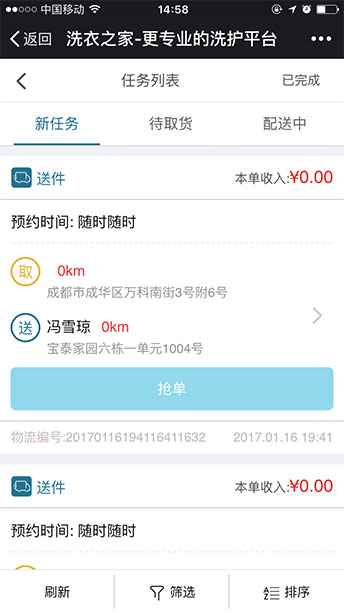 中国移动 14:58
返回 洗衣之家-更专业的洗护平台
任务列表 已完成
新任务 待取货 配送中
送件 本单收入:¥0.00
预约时间: 随时随时
取 0km
成都市成华区万科南街3号附6号
送 冯雪琼 0km
宝泰家园六栋一单元1004号
抢单
物流编号:20170116194116411632 2017.01.16 19:41
送件 本单收入:¥0.00
预约时间: 随时随时
刷新 筛选 排序